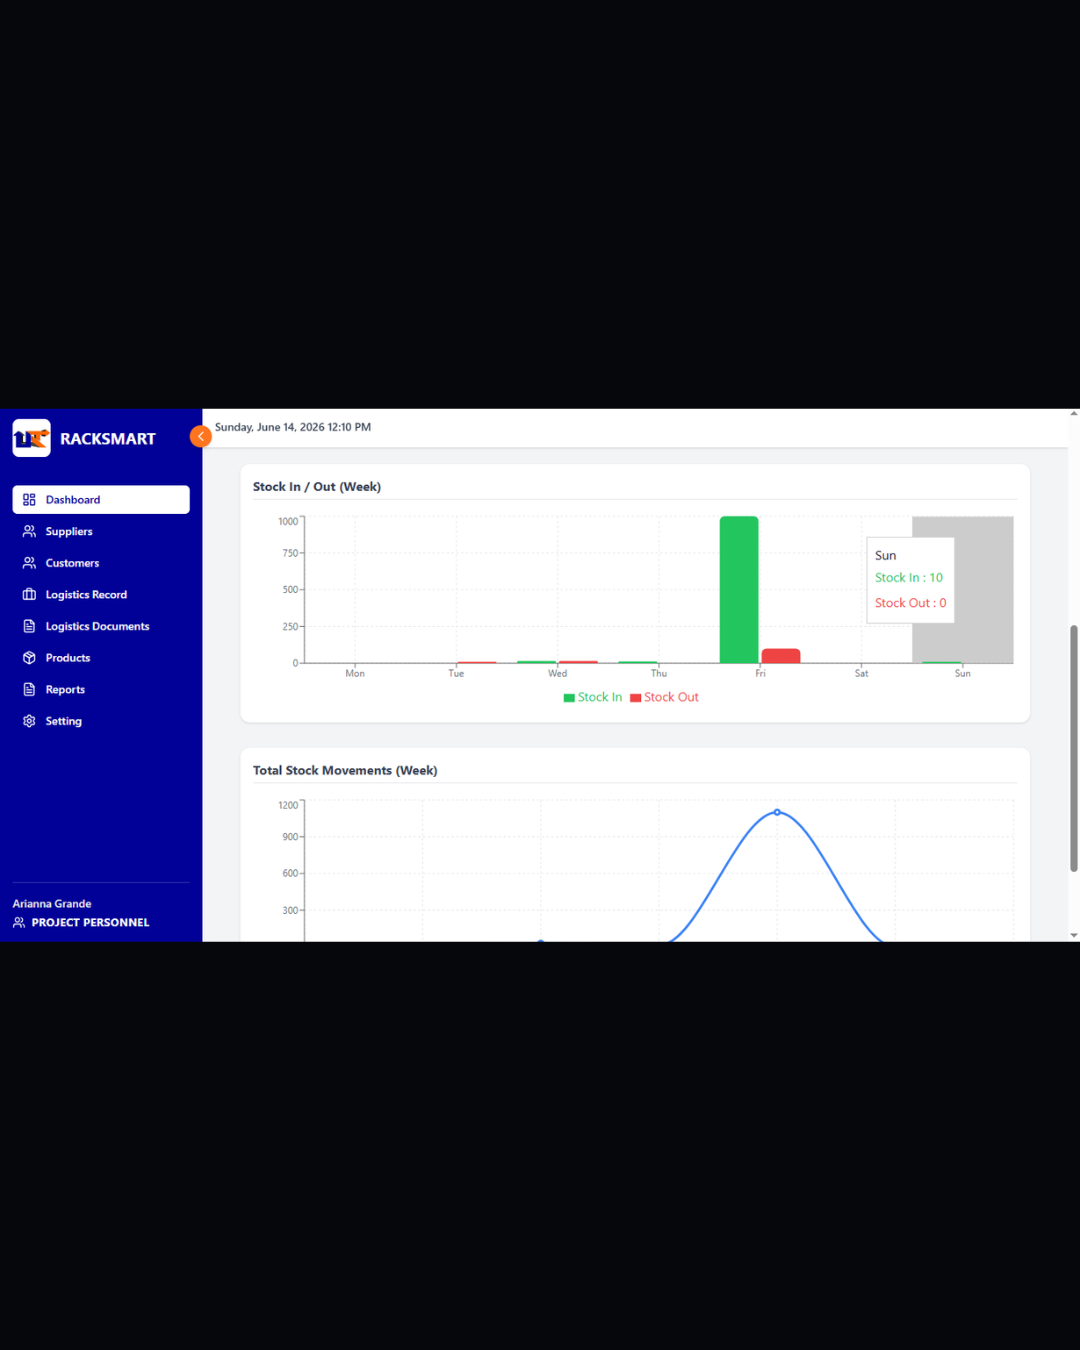 RACKSMART
Dashboard
Suppliers
Customers
Logistics Record
Logistics Documents
Products
Reports
Setting
Arianna Grande
PROJECT PERSONNEL
Sunday, June 14, 2026 12:10 PM
Stock In / Out (Week)
1000
750
500
250
0
Mon Tue Wed Thu Fri Sat Sun
Sun
Stock In : 10
Stock Out : 0
Stock In Stock Out
Total Stock Movements (Week)
1200
900
600
300